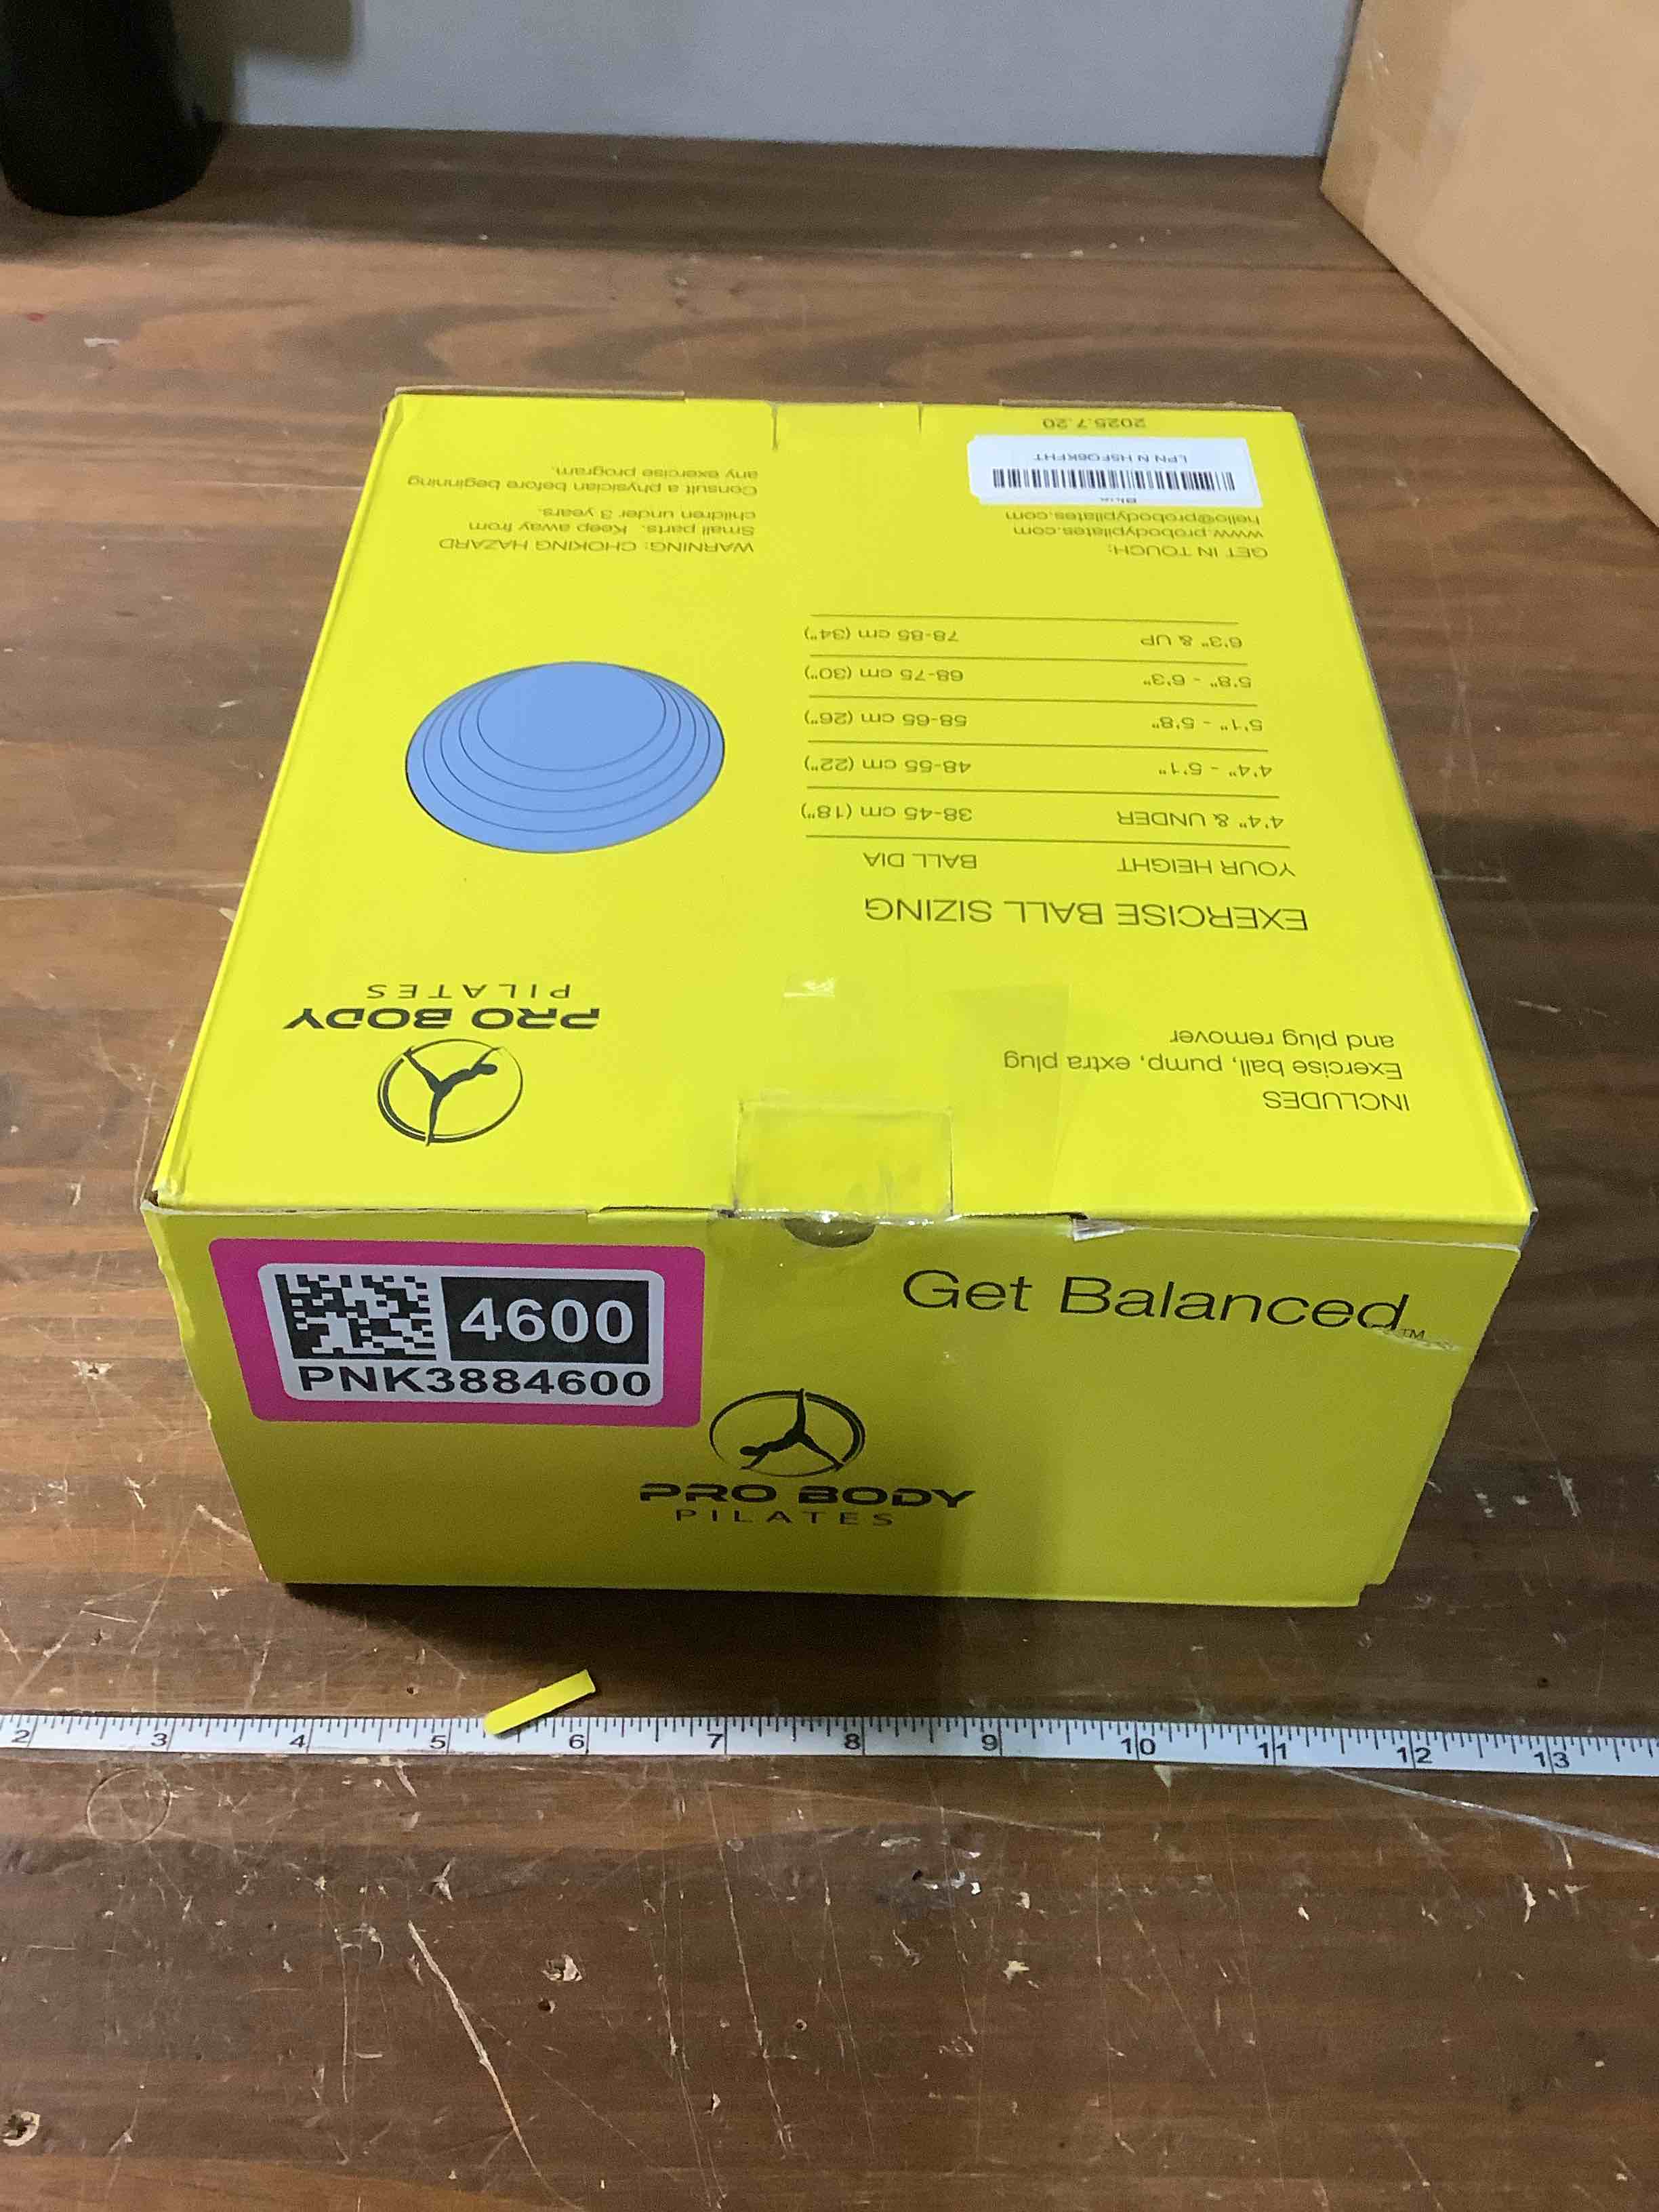 2025.7.20
LPN N H5FQ6KFHT
hello@probodypilates.com
www.probodypilates.com
GET IN TOUCH:
WARNING: CHOKING HAZARD
Small parts. Keep away from
children under 3 years.
Consult a physician before beginning
any exercise program.
EXERCISE BALL SIZING
YOUR HEIGHT BALL DIA
4'4" & UNDER 38-45 cm (18")
4'4" - 5'1" 48-55 cm (22")
5'1" - 5'8" 58-65 cm (26")
5'8" - 6'3" 68-75 cm (30")
6'3" & UP 78-85 cm (34")
PRO BODY
PILATES
INCLUDES
Exercise ball, pump, extra plug
and plug remover
4600
PNK3884600
Get Balanced™
PRO BODY
PILATES
2 3 4 5 6 7 8 9 10 11 12 13